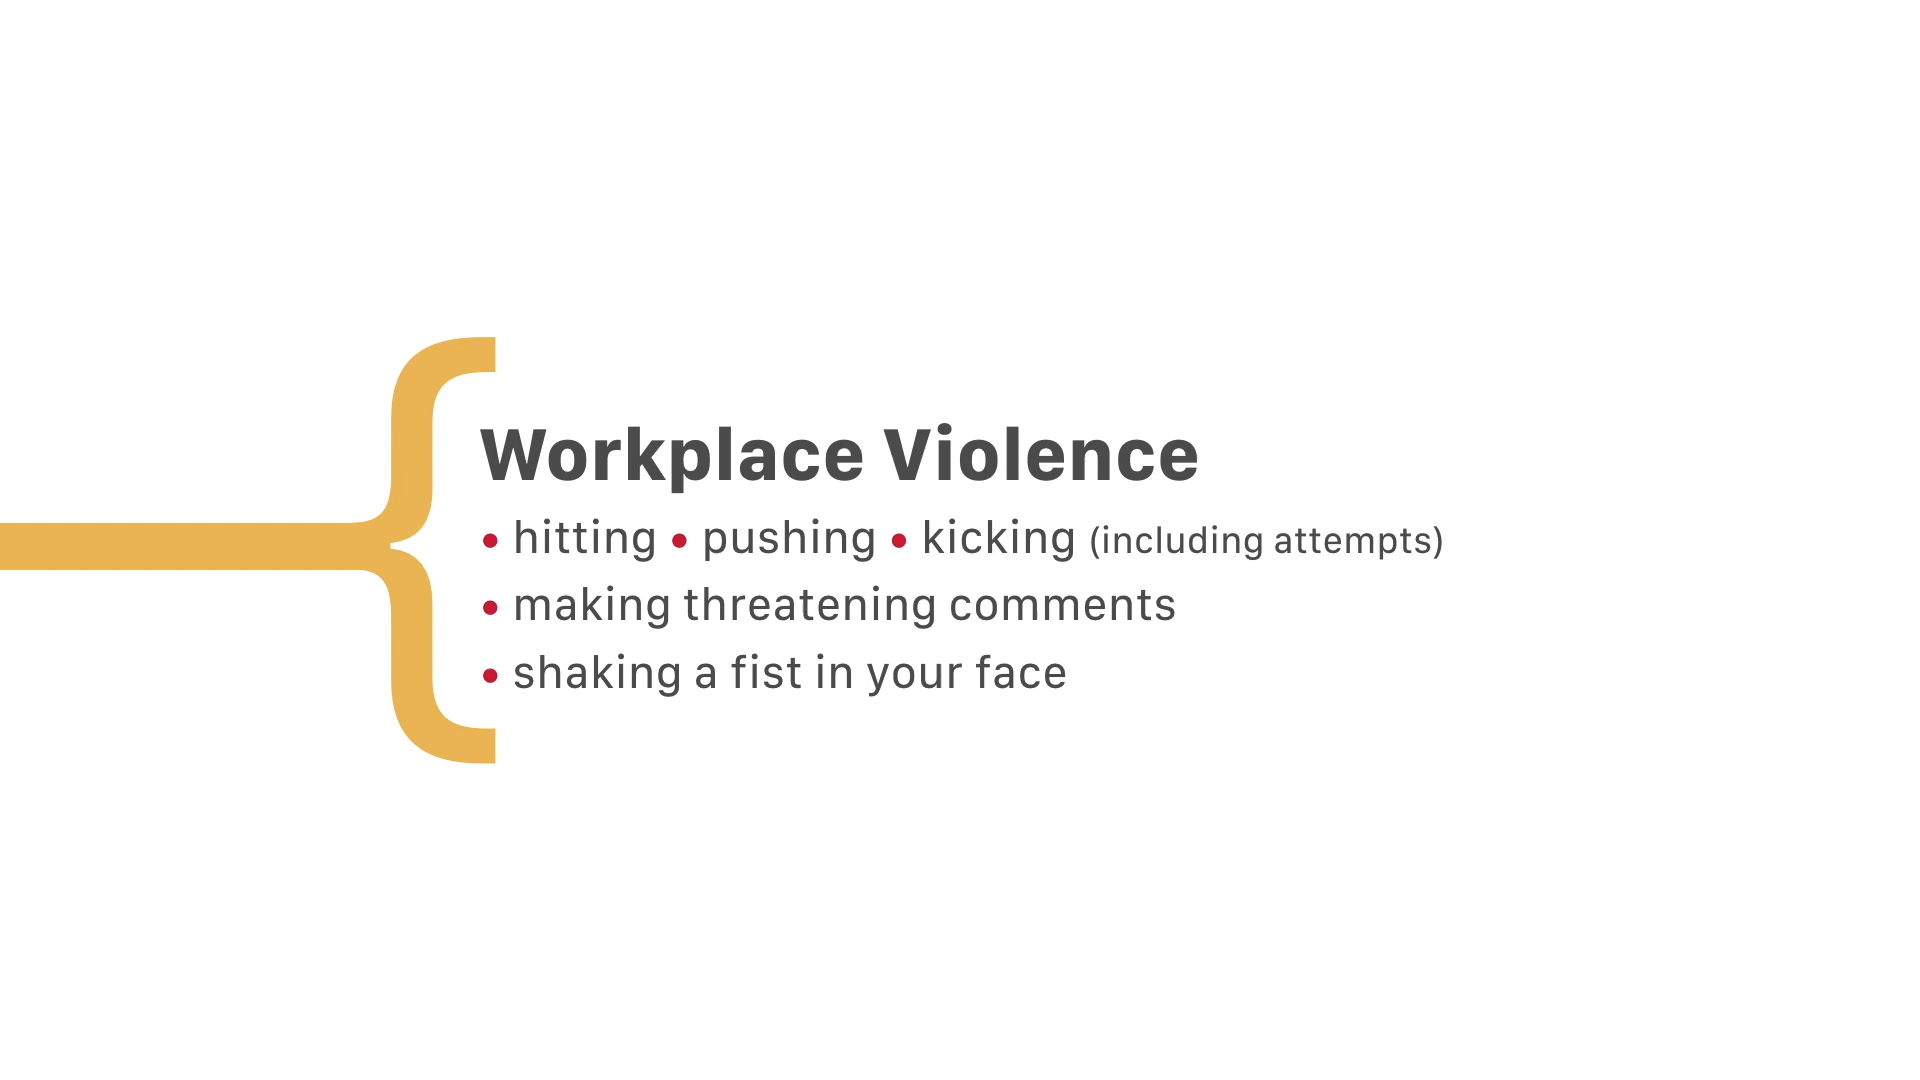 Workplace Violence
• hitting • pushing • kicking (including attempts)
• making threatening comments
• shaking a fist in your face